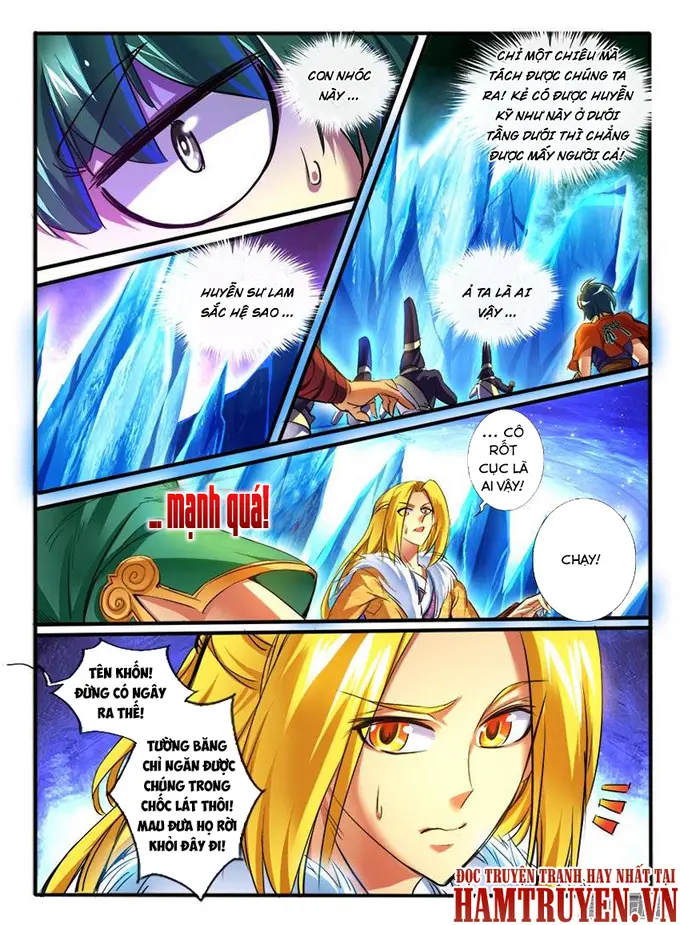 CON NHÓC
NÀY ...
CHỈ MỘT CHIÊU MÀ
TÁCH ĐƯỢC CHÚNG TA
RA! KẺ CÓ ĐƯỢC HUYỄN
KỸ NHƯ NÀY Ở DƯỚI
TẦNG DƯỚI THÌ CHẲNG
ĐƯỢC MẤY NGƯỜI CẢ!
HUYỄN SƯ LAM
SẮC HỆ SAO ...
Ả TA LÀ AI
VẬY ...
... CÔ
RỐT
CỤC LÀ
AI VẬY!
... mạnh quá!
CHẠY!
TÊN KHỐN!
ĐỪNG CÓ NGÂY
RA THẾ!
TƯỜNG BĂNG
CHỈ NGĂN ĐƯỢC
CHÚNG TRONG
CHỐC LÁT THÔI!
MAU ĐƯA HỌ RỜI
KHỎI ĐÂY ĐI!
ĐỌC TRUYỆN TRANH HAY NHẤT TẠI
HAMTRUYEN.VN